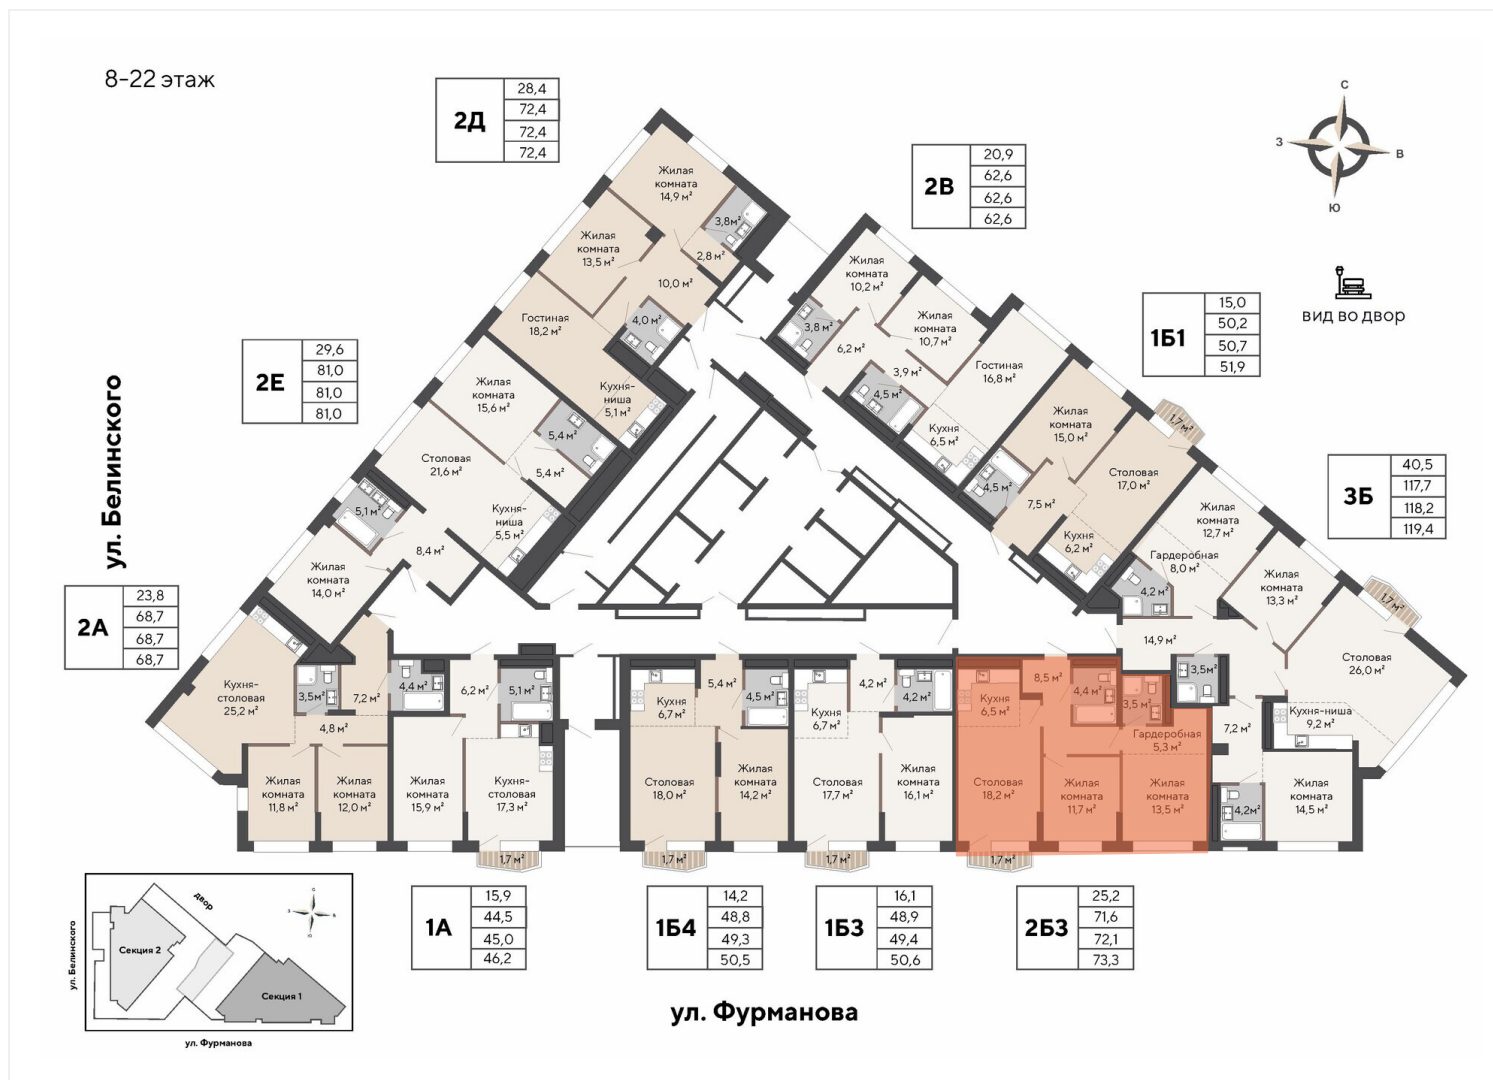 8-22 этаж
2Д
28,4
72,4
72,4
72,4
2В
20,9
62,6
62,6
62,6
С
З
В
Ю
вид во двор
1Б1
15,0
50,2
50,7
51,9
2Е
29,6
81,0
81,0
81,0
3Б
40,5
117,7
118,2
119,4
2А
23,8
68,7
68,7
68,7
ул. Белинского
Жилая
комната
14,9 м²
3,8м²
2,8 м²
Жилая
комната
13,5 м²
10,0 м²
Гостиная
18,2 м²
4,0 м²
Кухня-
ниша
5,1 м²
Жилая
комната
15,6 м²
5,4 м²
5,4 м²
Столовая
21,6 м²
Кухня-
ниша
5,5 м²
5,1 м²
8,4 м²
Жилая
комната
14,0 м²
Кухня-
столовая
25,2 м²
3,5м²
7,2 м²
4,8 м²
Жилая
комната
11,8 м²
Жилая
комната
12,0 м²
4,4 м²
6,2 м²
5,1 м²
Жилая
комната
15,9 м²
Кухня-
столовая
17,3 м²
1,7 м²
5,4 м²
Кухня
6,7 м²
4,5 м²
Столовая
18,0 м²
Жилая
комната
14,2 м²
1,7 м²
4,2 м²
4,2 м²
Кухня
6,7 м²
Столовая
17,7 м²
Жилая
комната
16,1 м²
1,7 м²
Кухня
6,5 м²
8,5 м²
4,4 м²
3,5м²
Гардеробная
5,3 м²
Столовая
18,2 м²
Жилая
комната
11,7 м²
Жилая
комната
13,5 м²
1,7 м²
Жилая
комната
10,2 м²
3,8 м²
6,2 м²
Жилая
комната
10,7 м²
3,9 м²
4,5 м²
Гостиная
16,8 м²
Кухня
6,5 м²
Жилая
комната
15,0 м²
1,7 м²
Столовая
17,0 м²
4,5 м²
7,5 м²
Кухня
6,2 м²
Жилая
комната
12,7 м²
Гардеробная
8,0 м²
4,2 м²
Жилая
комната
13,3 м²
1,7 м²
14,9 м²
3,5м²
Столовая
26,0 м²
Кухня-ниша
9,2 м²
7,2 м²
4,2м²
Жилая
комната
14,5 м²
1А
15,9
44,5
45,0
46,2
1Б4
14,2
48,8
49,3
50,5
1Б3
16,1
48,9
49,4
50,6
2Б3
25,2
71,6
72,1
73,3
ул. Фурманова
ул. Белинского
двор
Секция 2
Секция 1
ул. Фурманова